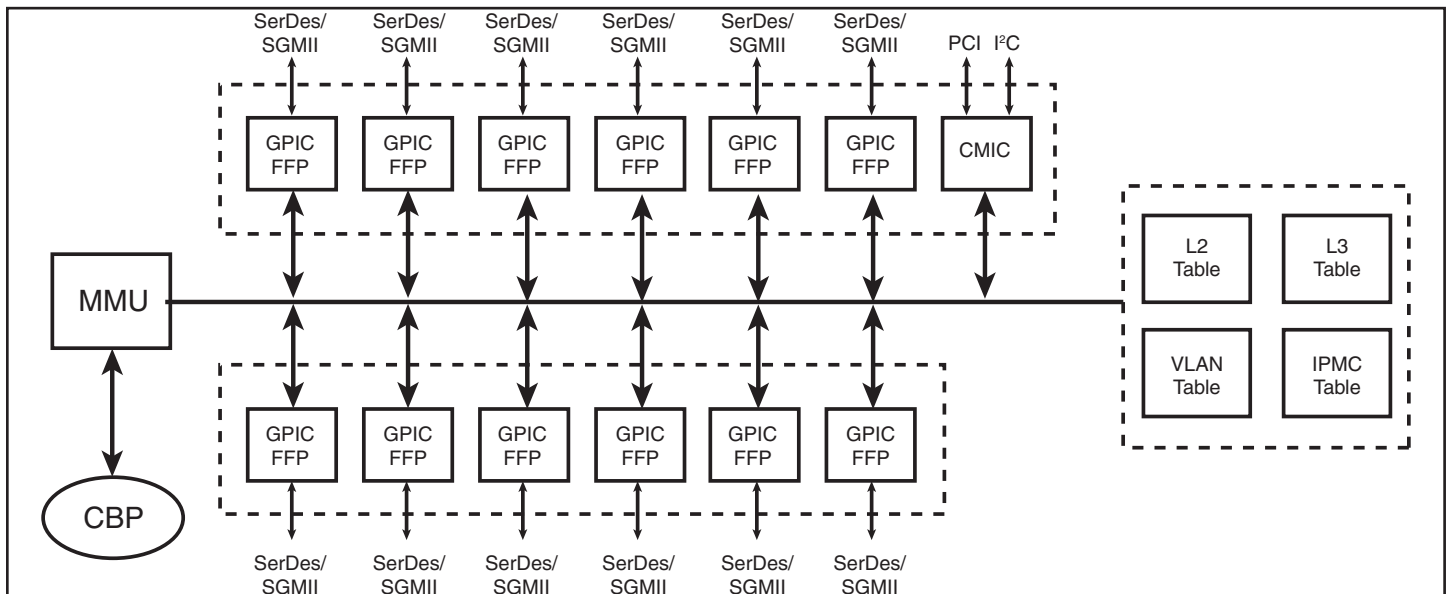 SerDes/
SGMII
SerDes/
SGMII
SerDes/
SGMII
SerDes/
SGMII
SerDes/
SGMII
SerDes/
SGMII
PCI
I²C
GPIC
FFP
GPIC
FFP
GPIC
FFP
GPIC
FFP
GPIC
FFP
GPIC
FFP
CMIC
L2
Table
L3
Table
MMU
VLAN
Table
IPMC
Table
GPIC
FFP
GPIC
FFP
GPIC
FFP
GPIC
FFP
GPIC
FFP
GPIC
FFP
CBP
SerDes/
SGMII
SerDes/
SGMII
SerDes/
SGMII
SerDes/
SGMII
SerDes/
SGMII
SerDes/
SGMII